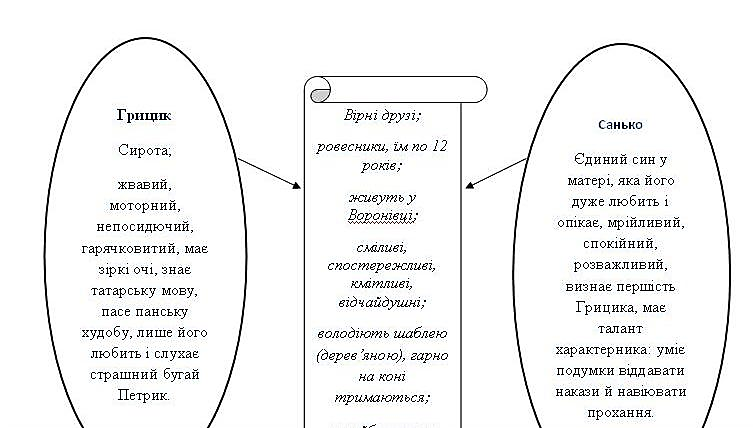 Грицик
Сирота;
жвавий,
моторний,
непосидючий,
гарячковитий, має
зіркі очі, знає
татарську мову,
пасе панську
худобу, лише його
любить і слухає
страшний бугай
Петрик.
Вірні друзі;
ровесники, їм по 12
років;
живуть у
Воронівці;
сміливі,
спостережливі,
кмітливі,
відчайдушні;
володіють шаблею
(дерев’яною), гарно
на коні
тримаються;
Санько
Єдиний син у
матері, яка його
дуже любить і
опікає, мрійливий,
спокійний,
розважливий,
визнає першість
Грицика, має
талант
характерника: уміє
подумки віддавати
накази й навіювати
прохання.